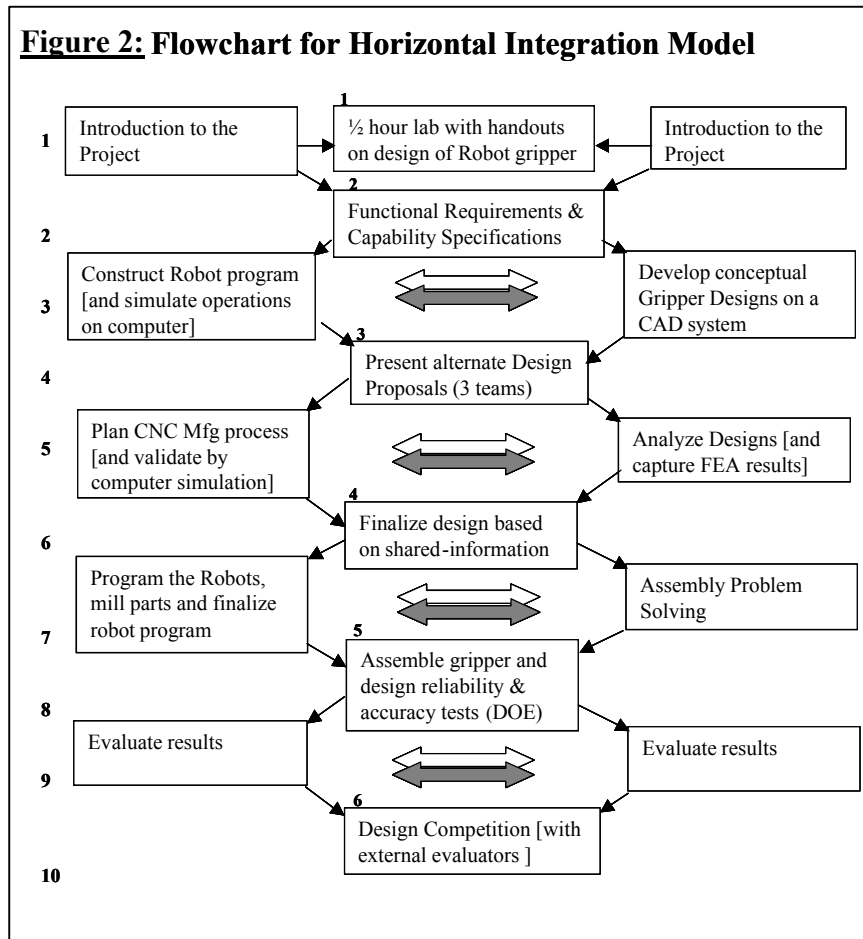 Figure 2: Flowchart for Horizontal Integration Model
1
Introduction to the
Project
1
½ hour lab with handouts
on design of Robot gripper
Introduction to the
Project
2
2
Functional Requirements &
Capability Specifications
3
Construct Robot program
[and simulate operations
on computer]
Develop conceptual
Gripper Designs on a
CAD system
4
3
Present alternate Design
Proposals (3 teams)
5
Plan CNC Mfg process
[and validate by
computer simulation]
Analyze Designs [and
capture FEA results]
6
4
Finalize design based
on shared-information
7
Program the Robots,
mill parts and finalize
robot program
Assembly Problem
Solving
8
5
Assemble gripper and
design reliability &
accuracy tests (DOE)
9
Evaluate results
Evaluate results
6
Design Competition [with
external evaluators ]
10